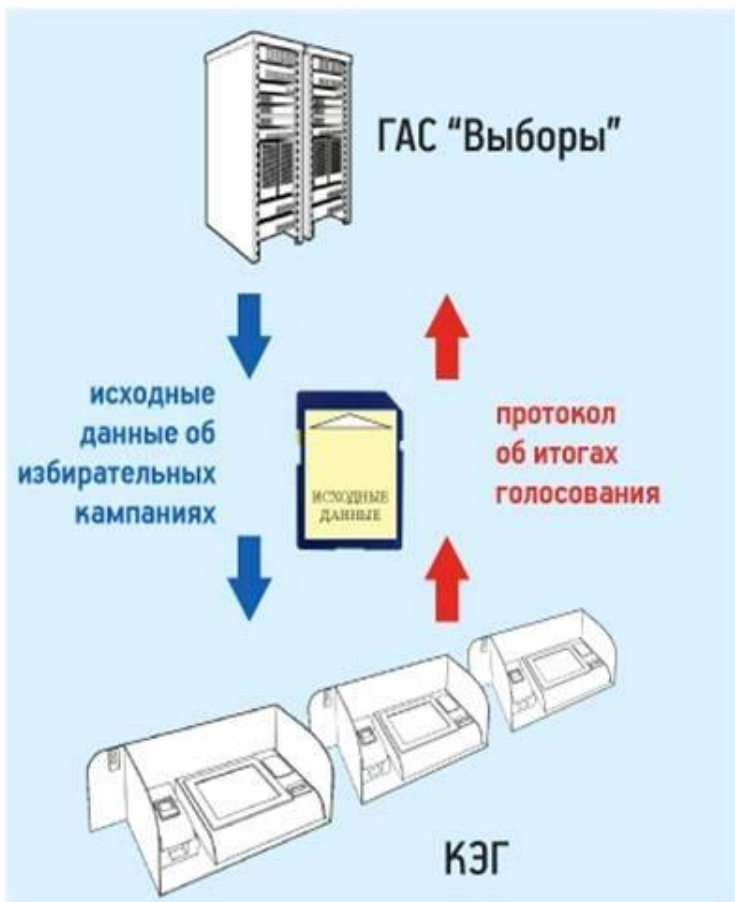 ГАС “Выборы”
исходные
данные об
избирательных
кампаниях
ИСХОДНЫЕ
ДАННЫЕ
протокол
об итогах
голосования
КЭГ